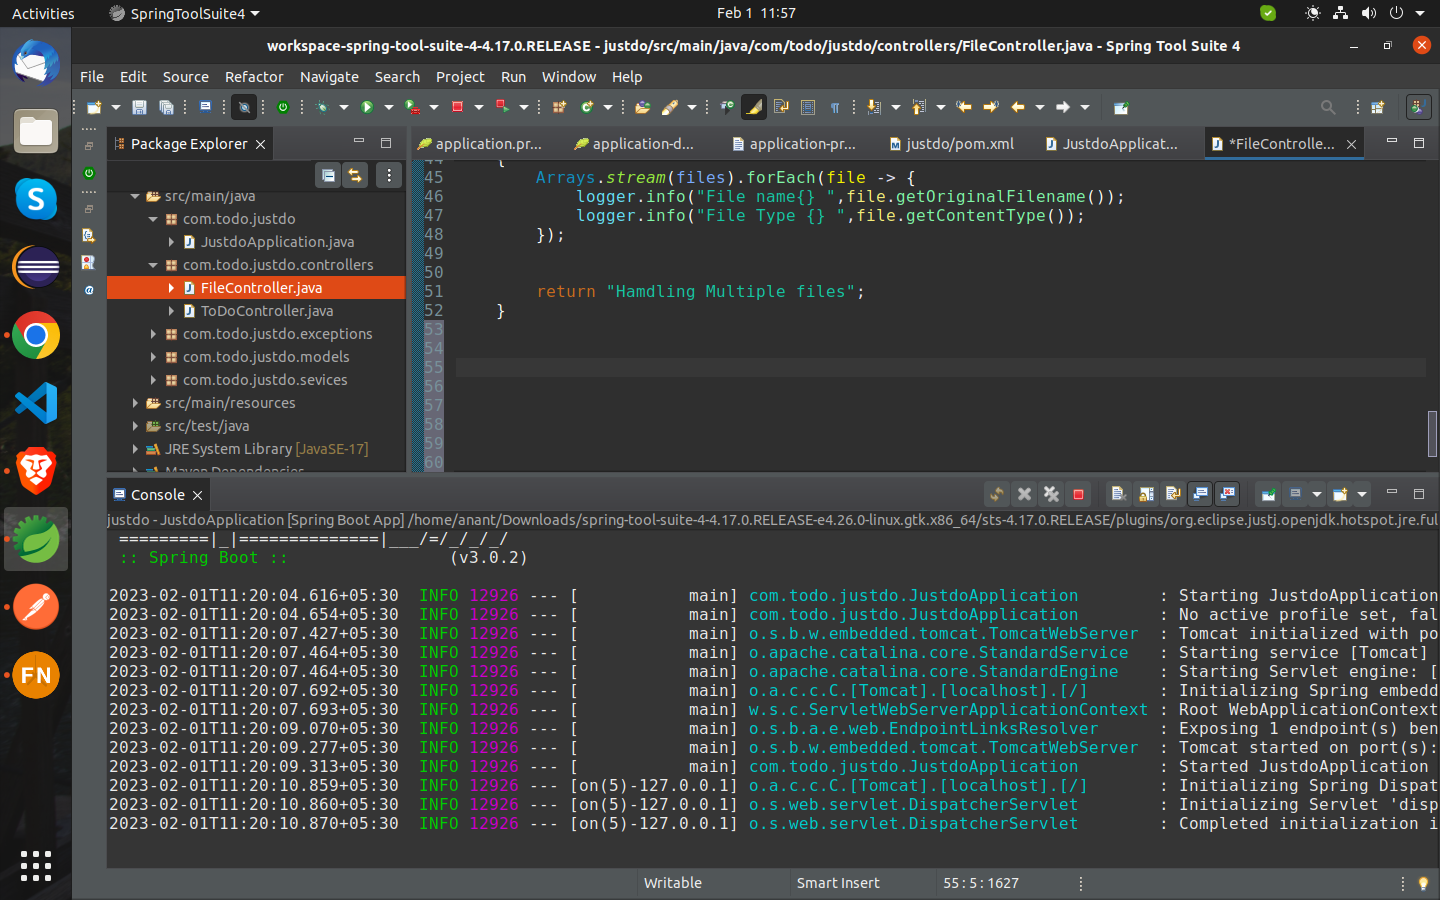 Activities
SpringToolSuite4
Feb 1 11:57
workspace-spring-tool-suite-4-4.17.0.RELEASE - justdo/src/main/java/com/todo/justdo/controllers/FileController.java - Spring Tool Suite 4
File Edit Source Refactor Navigate Search Project Run Window Help
Package Explorer
src/main/java
com.todo.justdo
JustdoApplication.java
com.todo.justdo.controllers
FileController.java
ToDoController.java
com.todo.justdo.exceptions
com.todo.justdo.models
com.todo.justdo.sevices
src/main/resources
src/test/java
JRE System Library [JavaSE-17]
Maven Dependencies
application.pr...
application-d...
application-pr...
justdo/pom.xml
JustdoApplicat...
*FileControlle...
44 {
45 Arrays.stream(files).forEach(file -> {
46 logger.info("File name{} ",file.getOriginalFilename());
47 logger.info("File Type {} ",file.getContentType());
48 });
49
50
51 return "Hamdling Multiple files";
52 }
53
54
55
56
57
58
59
60
Console
justdo - JustdoApplication [Spring Boot App] /home/anant/Downloads/spring-tool-suite-4-4.17.0.RELEASE-e4.26.0-linux.gtk.x86_64/sts-4.17.0.RELEASE/plugins/org.eclipse.justj.openjdk.hotspot.jre.ful
=========|_|==============|___/=/_/_/_/
:: Spring Boot :: (v3.0.2)
2023-02-01T11:20:04.616+05:30 INFO 12926 --- [ main] com.todo.justdo.JustdoApplication : Starting JustdoApplication
2023-02-01T11:20:04.654+05:30 INFO 12926 --- [ main] com.todo.justdo.JustdoApplication : No active profile set, fal
2023-02-01T11:20:07.427+05:30 INFO 12926 --- [ main] o.s.b.w.embedded.tomcat.TomcatWebServer : Tomcat initialized with po
2023-02-01T11:20:07.464+05:30 INFO 12926 --- [ main] o.apache.catalina.core.StandardService : Starting service [Tomcat]
2023-02-01T11:20:07.464+05:30 INFO 12926 --- [ main] o.apache.catalina.core.StandardEngine : Starting Servlet engine: [
2023-02-01T11:20:07.692+05:30 INFO 12926 --- [ main] o.a.c.c.C.[Tomcat].[localhost].[/] : Initializing Spring embedd
2023-02-01T11:20:07.693+05:30 INFO 12926 --- [ main] w.s.c.ServletWebServerApplicationContext : Root WebApplicationContext
2023-02-01T11:20:09.070+05:30 INFO 12926 --- [ main] o.s.b.a.e.web.EndpointLinksResolver : Exposing 1 endpoint(s) ben
2023-02-01T11:20:09.277+05:30 INFO 12926 --- [ main] o.s.b.w.embedded.tomcat.TomcatWebServer : Tomcat started on port(s):
2023-02-01T11:20:09.313+05:30 INFO 12926 --- [ main] com.todo.justdo.JustdoApplication : Started JustdoApplication
2023-02-01T11:20:10.859+05:30 INFO 12926 --- [on(5)-127.0.0.1] o.a.c.c.C.[Tomcat].[localhost].[/] : Initializing Spring Dispat
2023-02-01T11:20:10.860+05:30 INFO 12926 --- [on(5)-127.0.0.1] o.s.web.servlet.DispatcherServlet : Initializing Servlet 'disp
2023-02-01T11:20:10.870+05:30 INFO 12926 --- [on(5)-127.0.0.1] o.s.web.servlet.DispatcherServlet : Completed initialization i
Writable
Smart Insert
55 : 5 : 1627
FN